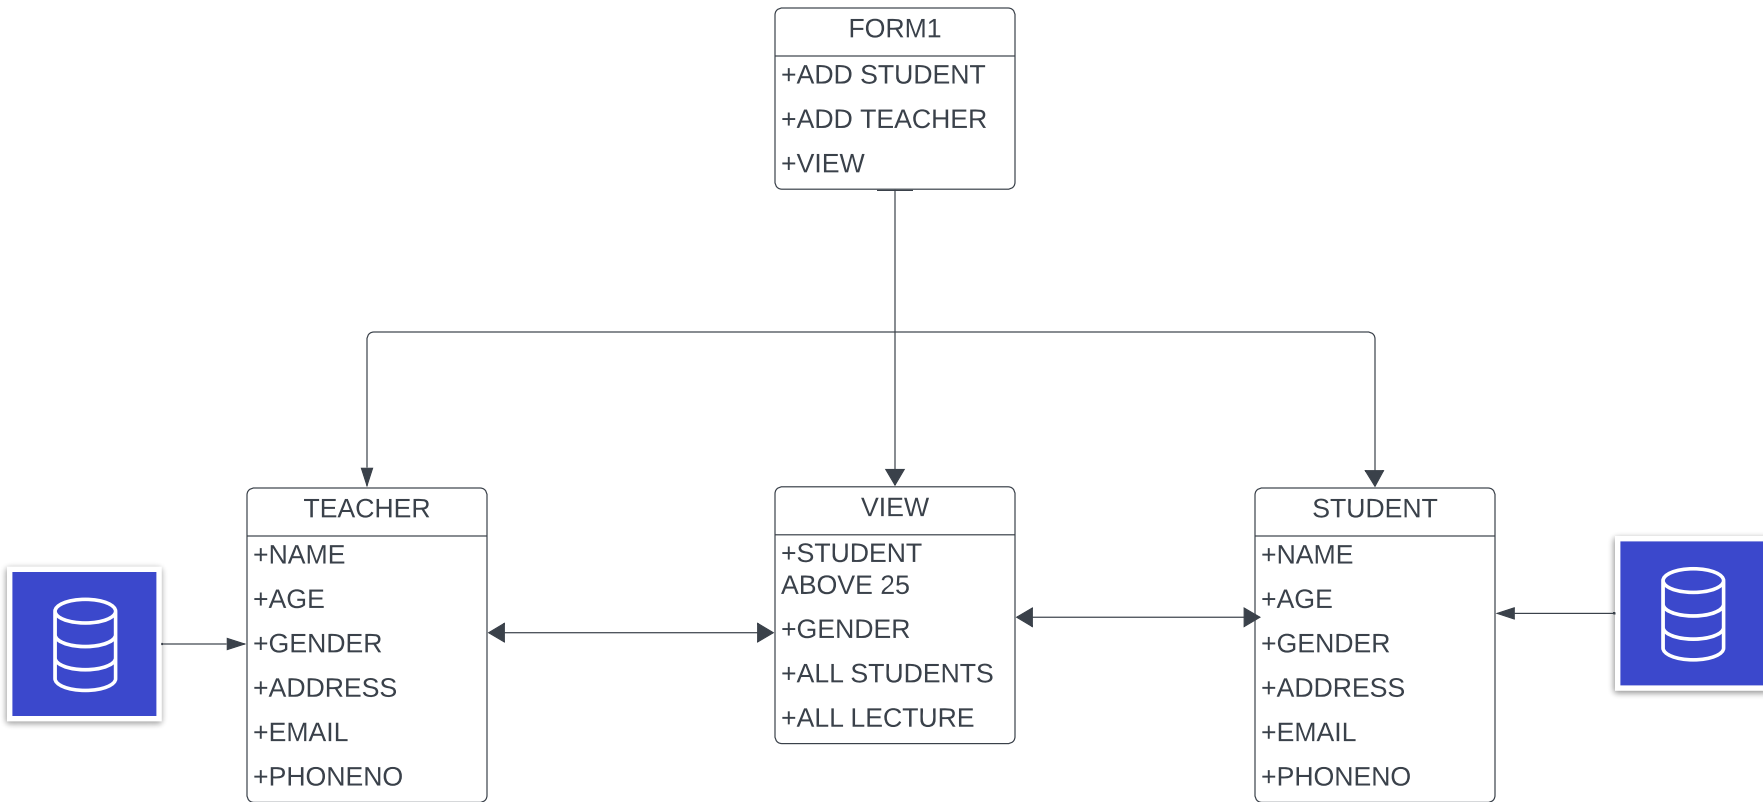 FORM1
+ADD STUDENT
+ADD TEACHER
+VIEW
TEACHER
+NAME
+AGE
+GENDER
+ADDRESS
+EMAIL
+PHONENO
VIEW
+STUDENT
ABOVE 25
+GENDER
+ALL STUDENTS
+ALL LECTURE
STUDENT
+NAME
+AGE
+GENDER
+ADDRESS
+EMAIL
+PHONENO